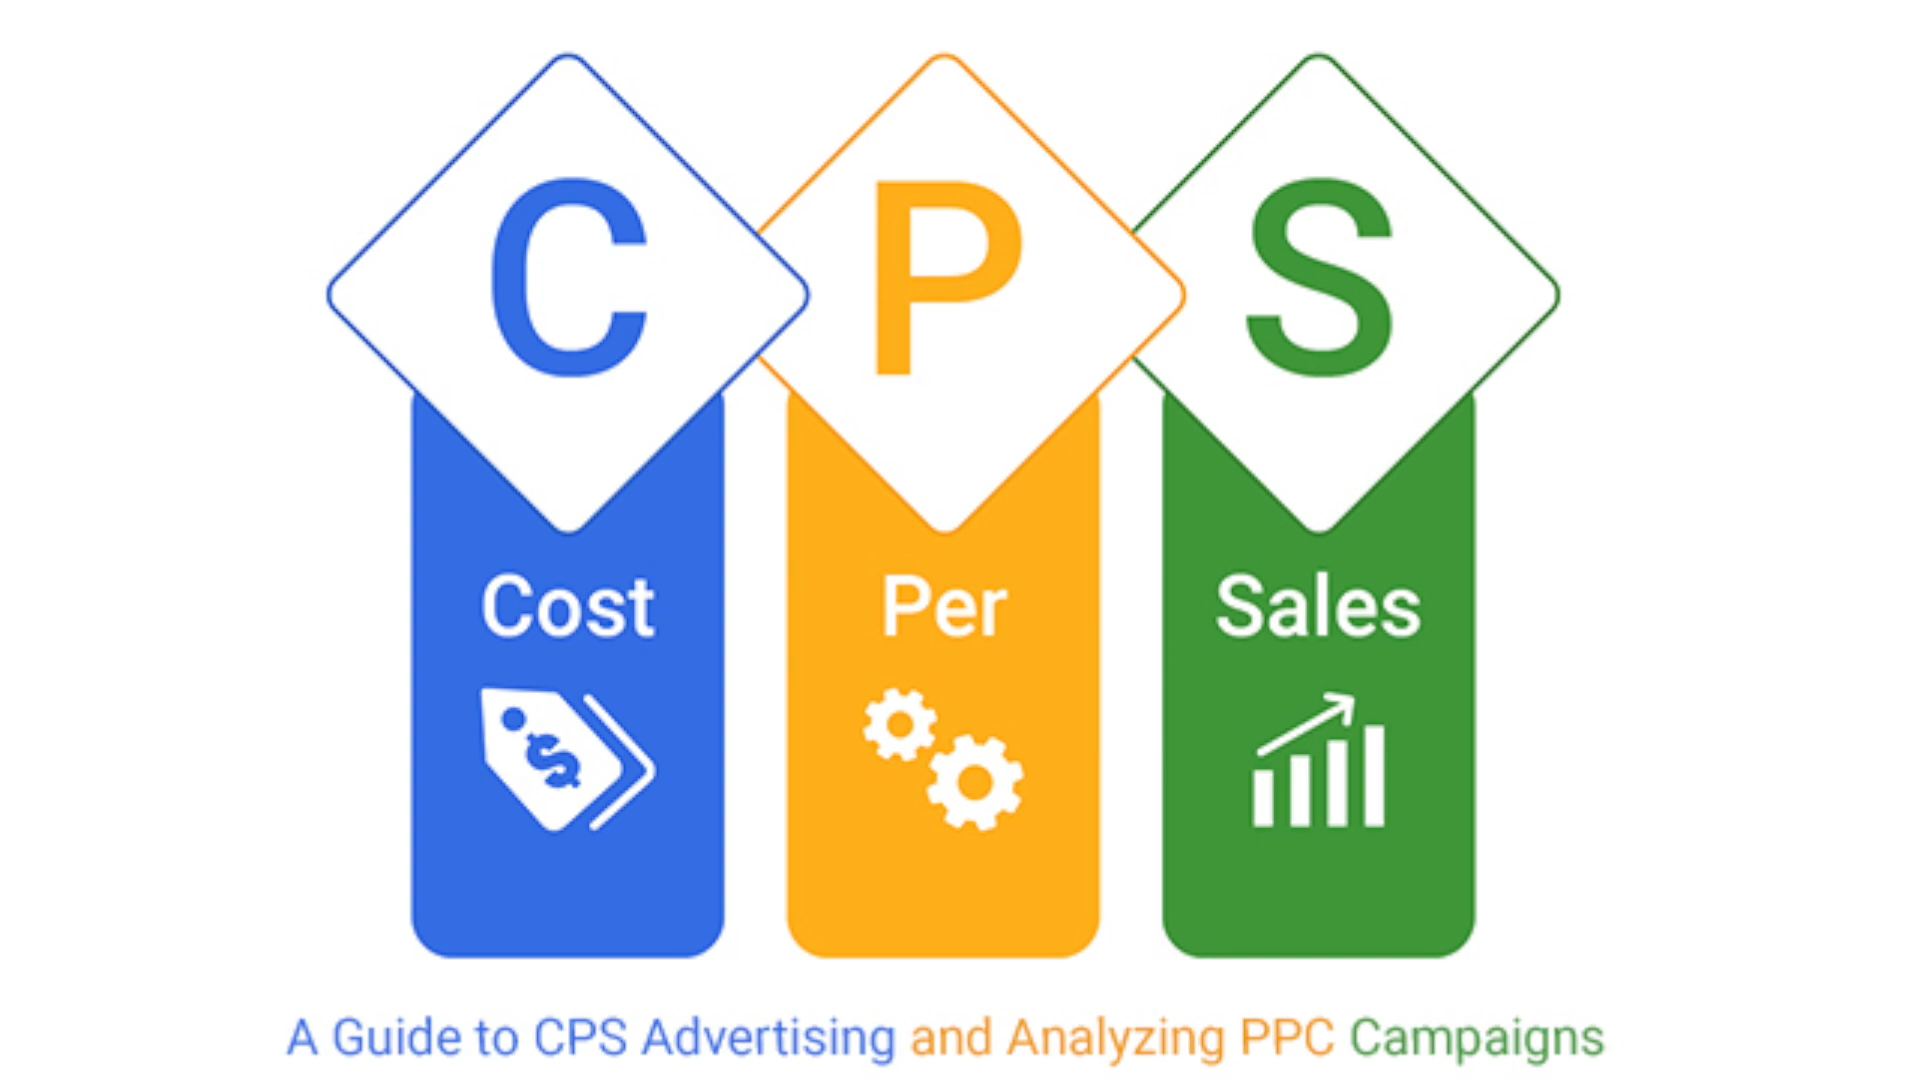 C P S
Cost Per Sales
$
A Guide to CPS Advertising and Analyzing PPC Campaigns